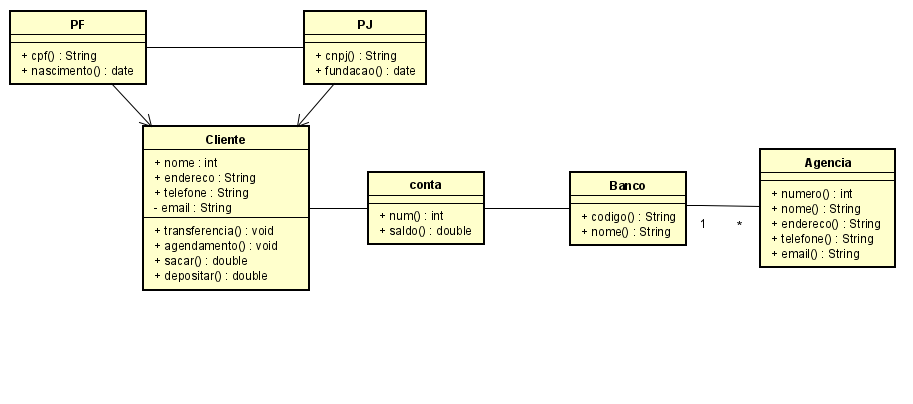 PF
+ cpf() : String
+ nascimento() : date
PJ
+ cnpj() : String
+ fundacao() : date
Cliente
+ nome : int
+ endereco : String
+ telefone : String
- email : String
+ transferencia() : void
+ agendamento() : void
+ sacar() : double
+ depositar() : double
conta
+ num() : int
+ saldo() : double
Banco
+ codigo() : String
+ nome() : String
1
*
Agencia
+ numero() : int
+ nome() : String
+ endereco() : String
+ telefone() : String
+ email() : String